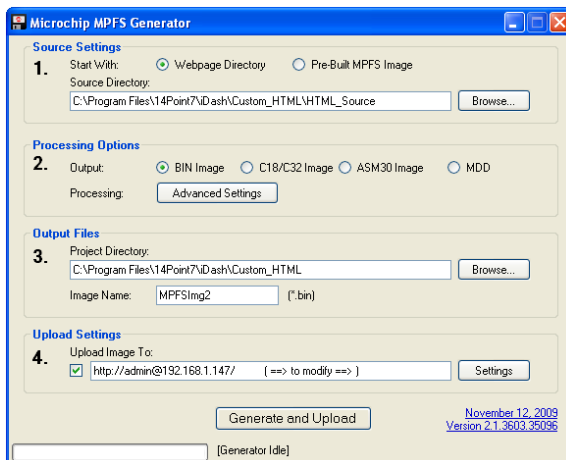 Microchip MPFS Generator
Source Settings
1. Start With: Webpage Directory Pre-Built MPFS Image
Source Directory:
C:\Program Files\14Point7\iDash\Custom_HTML\HTML_Source Browse...
Processing Options
2. Output: BIN Image C18/C32 Image ASM30 Image MDD
Processing: Advanced Settings
Output Files
3. Project Directory:
C:\Program Files\14Point7\iDash\Custom_HTML Browse...
Image Name: MPFSImg2 (*.bin)
Upload Settings
4. Upload Image To:
http://admin@192.168.1.147/ ( ==> to modify ==> ) Settings
Generate and Upload November 12, 2009
Version 2.1.3603.35096
[Generator Idle]